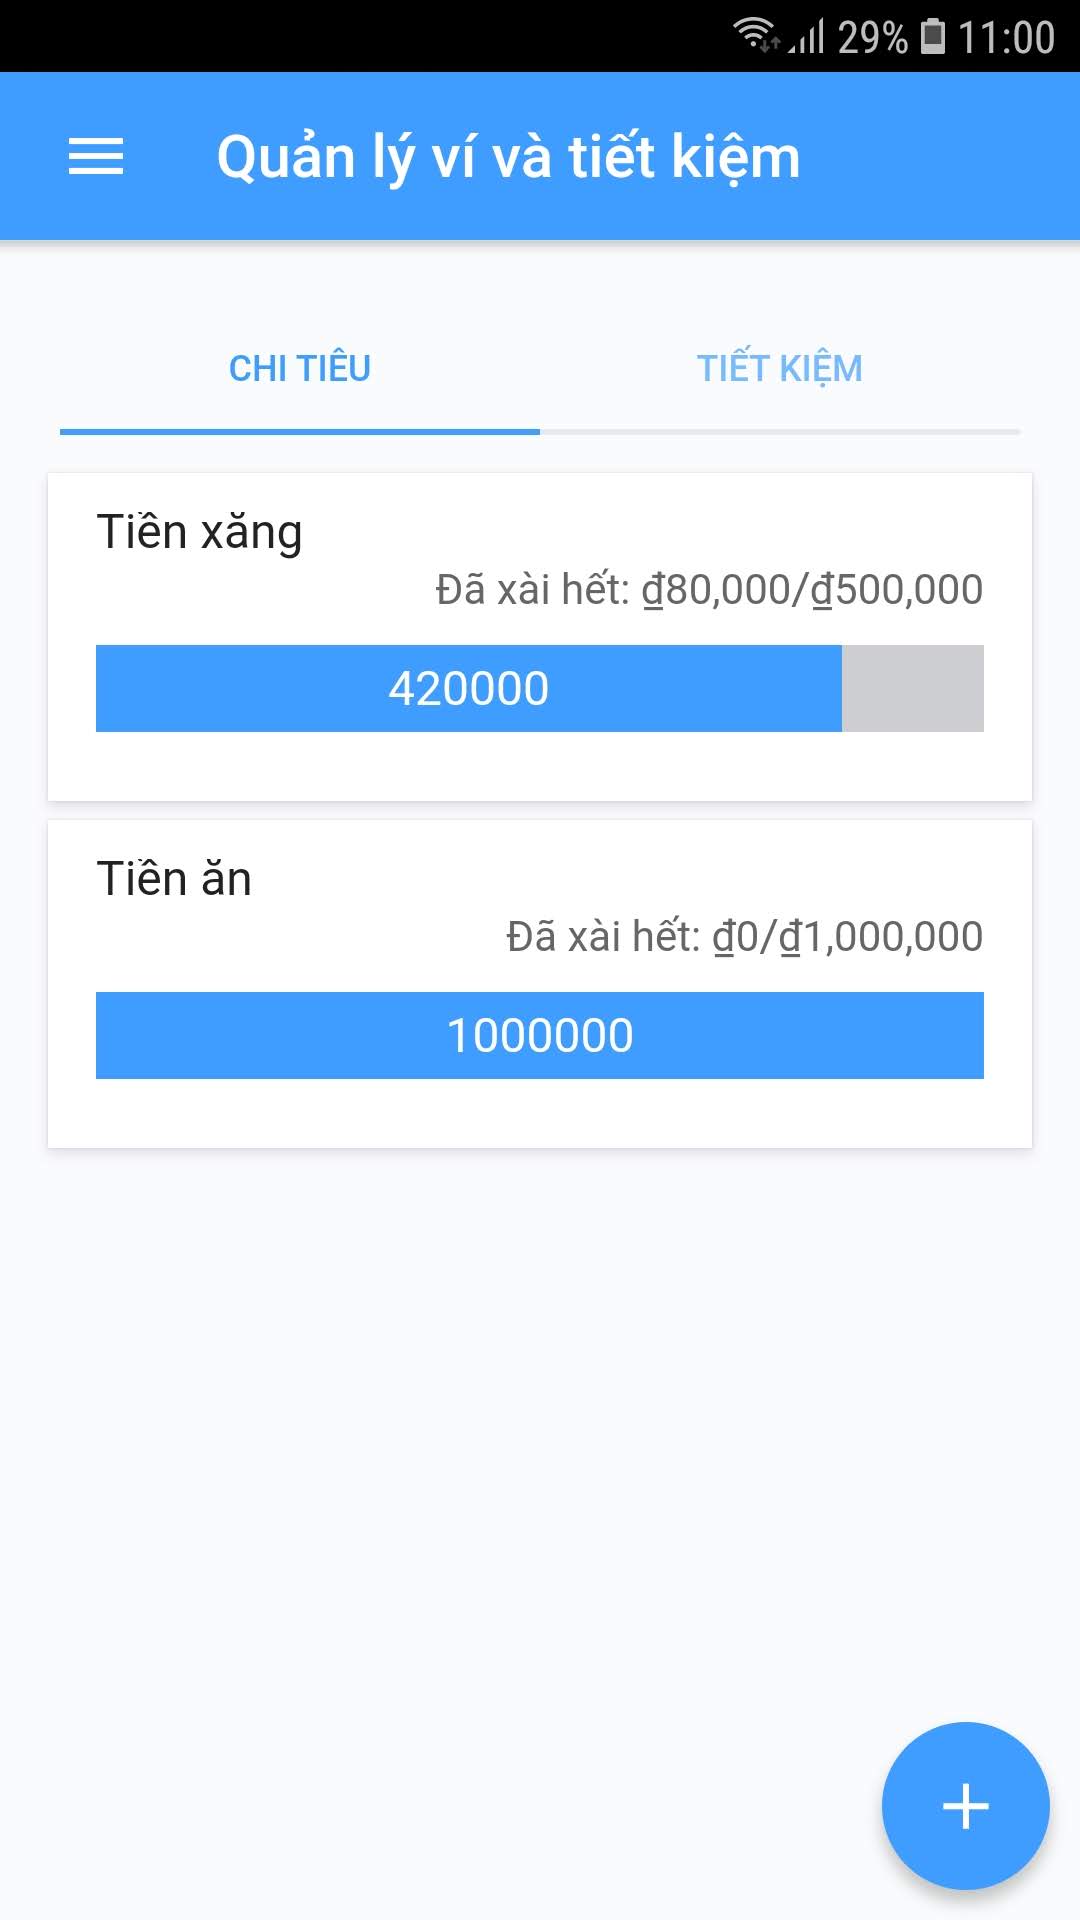 29% 11:00
Quản lý ví và tiết kiệm
CHI TIÊU
TIẾT KIỆM
Tiền xăng
Đã xài hết: ₫80,000/₫500,000
420000
Tiền ăn
Đã xài hết: ₫0/₫1,000,000
1000000